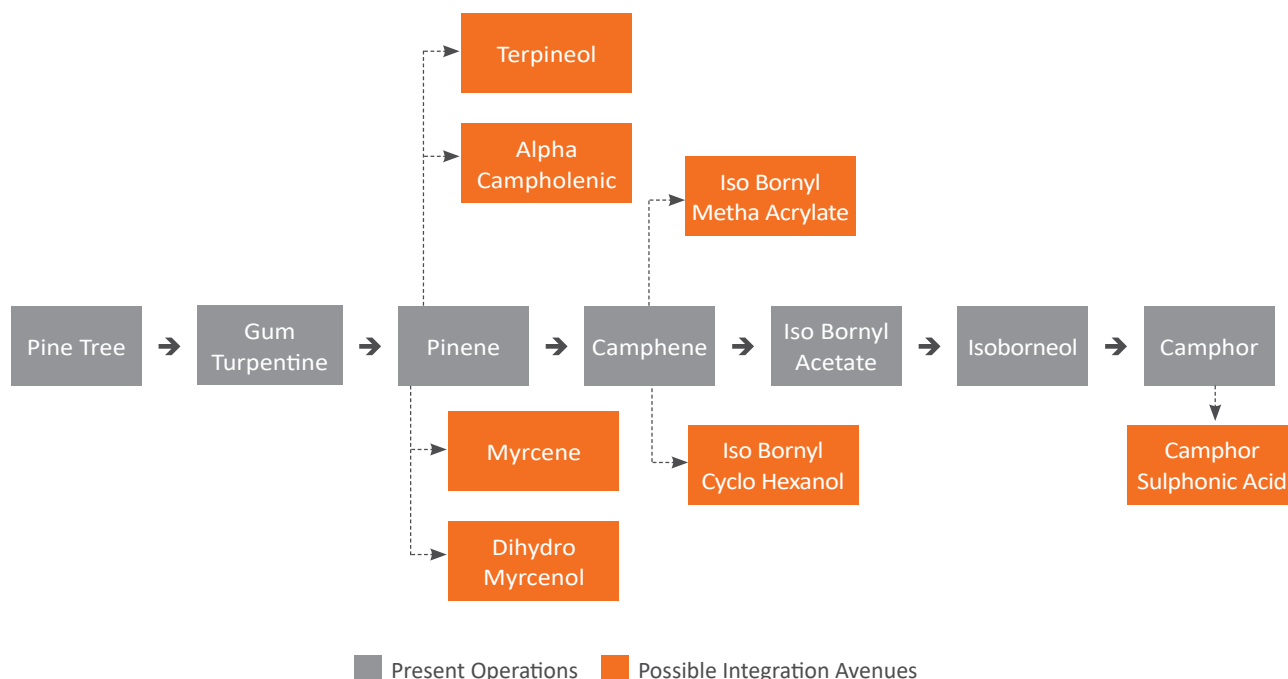 Terpineol
Alpha
Campholenic
Iso Bornyl
Metha Acrylate
Pine Tree
Gum
Turpentine
Pinene
Camphene
Iso Bornyl
Acetate
Isoborneol
Camphor
Myrcene
Iso Bornyl
Cyclo Hexanol
Camphor
Sulphonic Acid
Dihydro
Myrcenol
Present Operations
Possible Integration Avenues